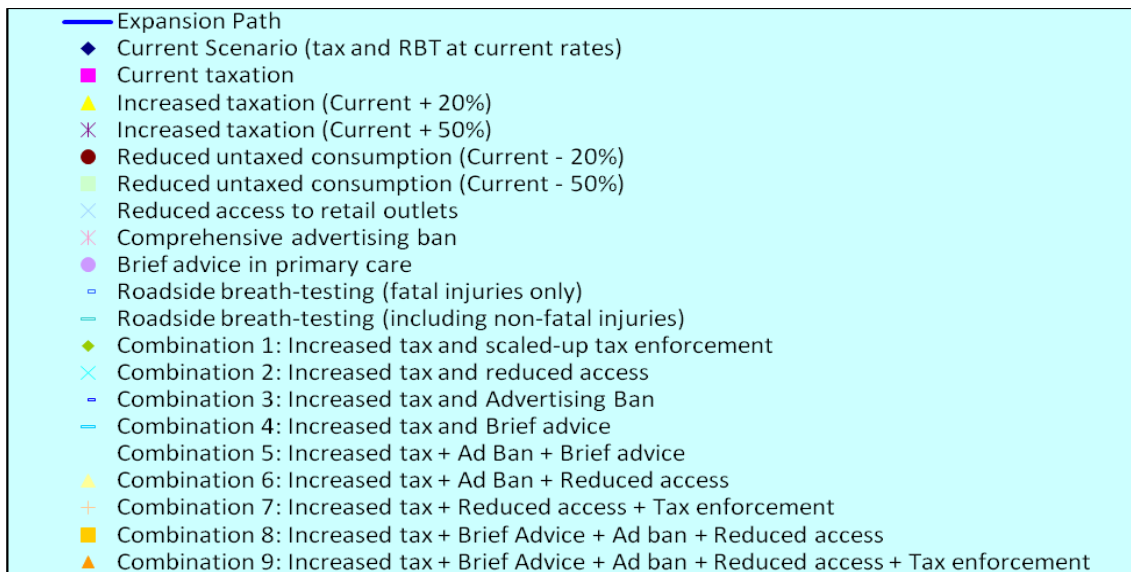 Expansion Path
Current Scenario (tax and RBT at current rates)
Current taxation
Increased taxation (Current + 20%)
Increased taxation (Current + 50%)
Reduced untaxed consumption (Current - 20%)
Reduced untaxed consumption (Current - 50%)
Reduced access to retail outlets
Comprehensive advertising ban
Brief advice in primary care
Roadside breath-testing (fatal injuries only)
Roadside breath-testing (including non-fatal injuries)
Combination 1: Increased tax and scaled-up tax enforcement
Combination 2: Increased tax and reduced access
Combination 3: Increased tax and Advertising Ban
Combination 4: Increased tax and Brief advice
Combination 5: Increased tax + Ad Ban + Brief advice
Combination 6: Increased tax + Ad Ban + Reduced access
Combination 7: Increased tax + Reduced access + Tax enforcement
Combination 8: Increased tax + Brief Advice + Ad ban + Reduced access
Combination 9: Increased tax + Brief Advice + Ad ban + Reduced access + Tax enforcement